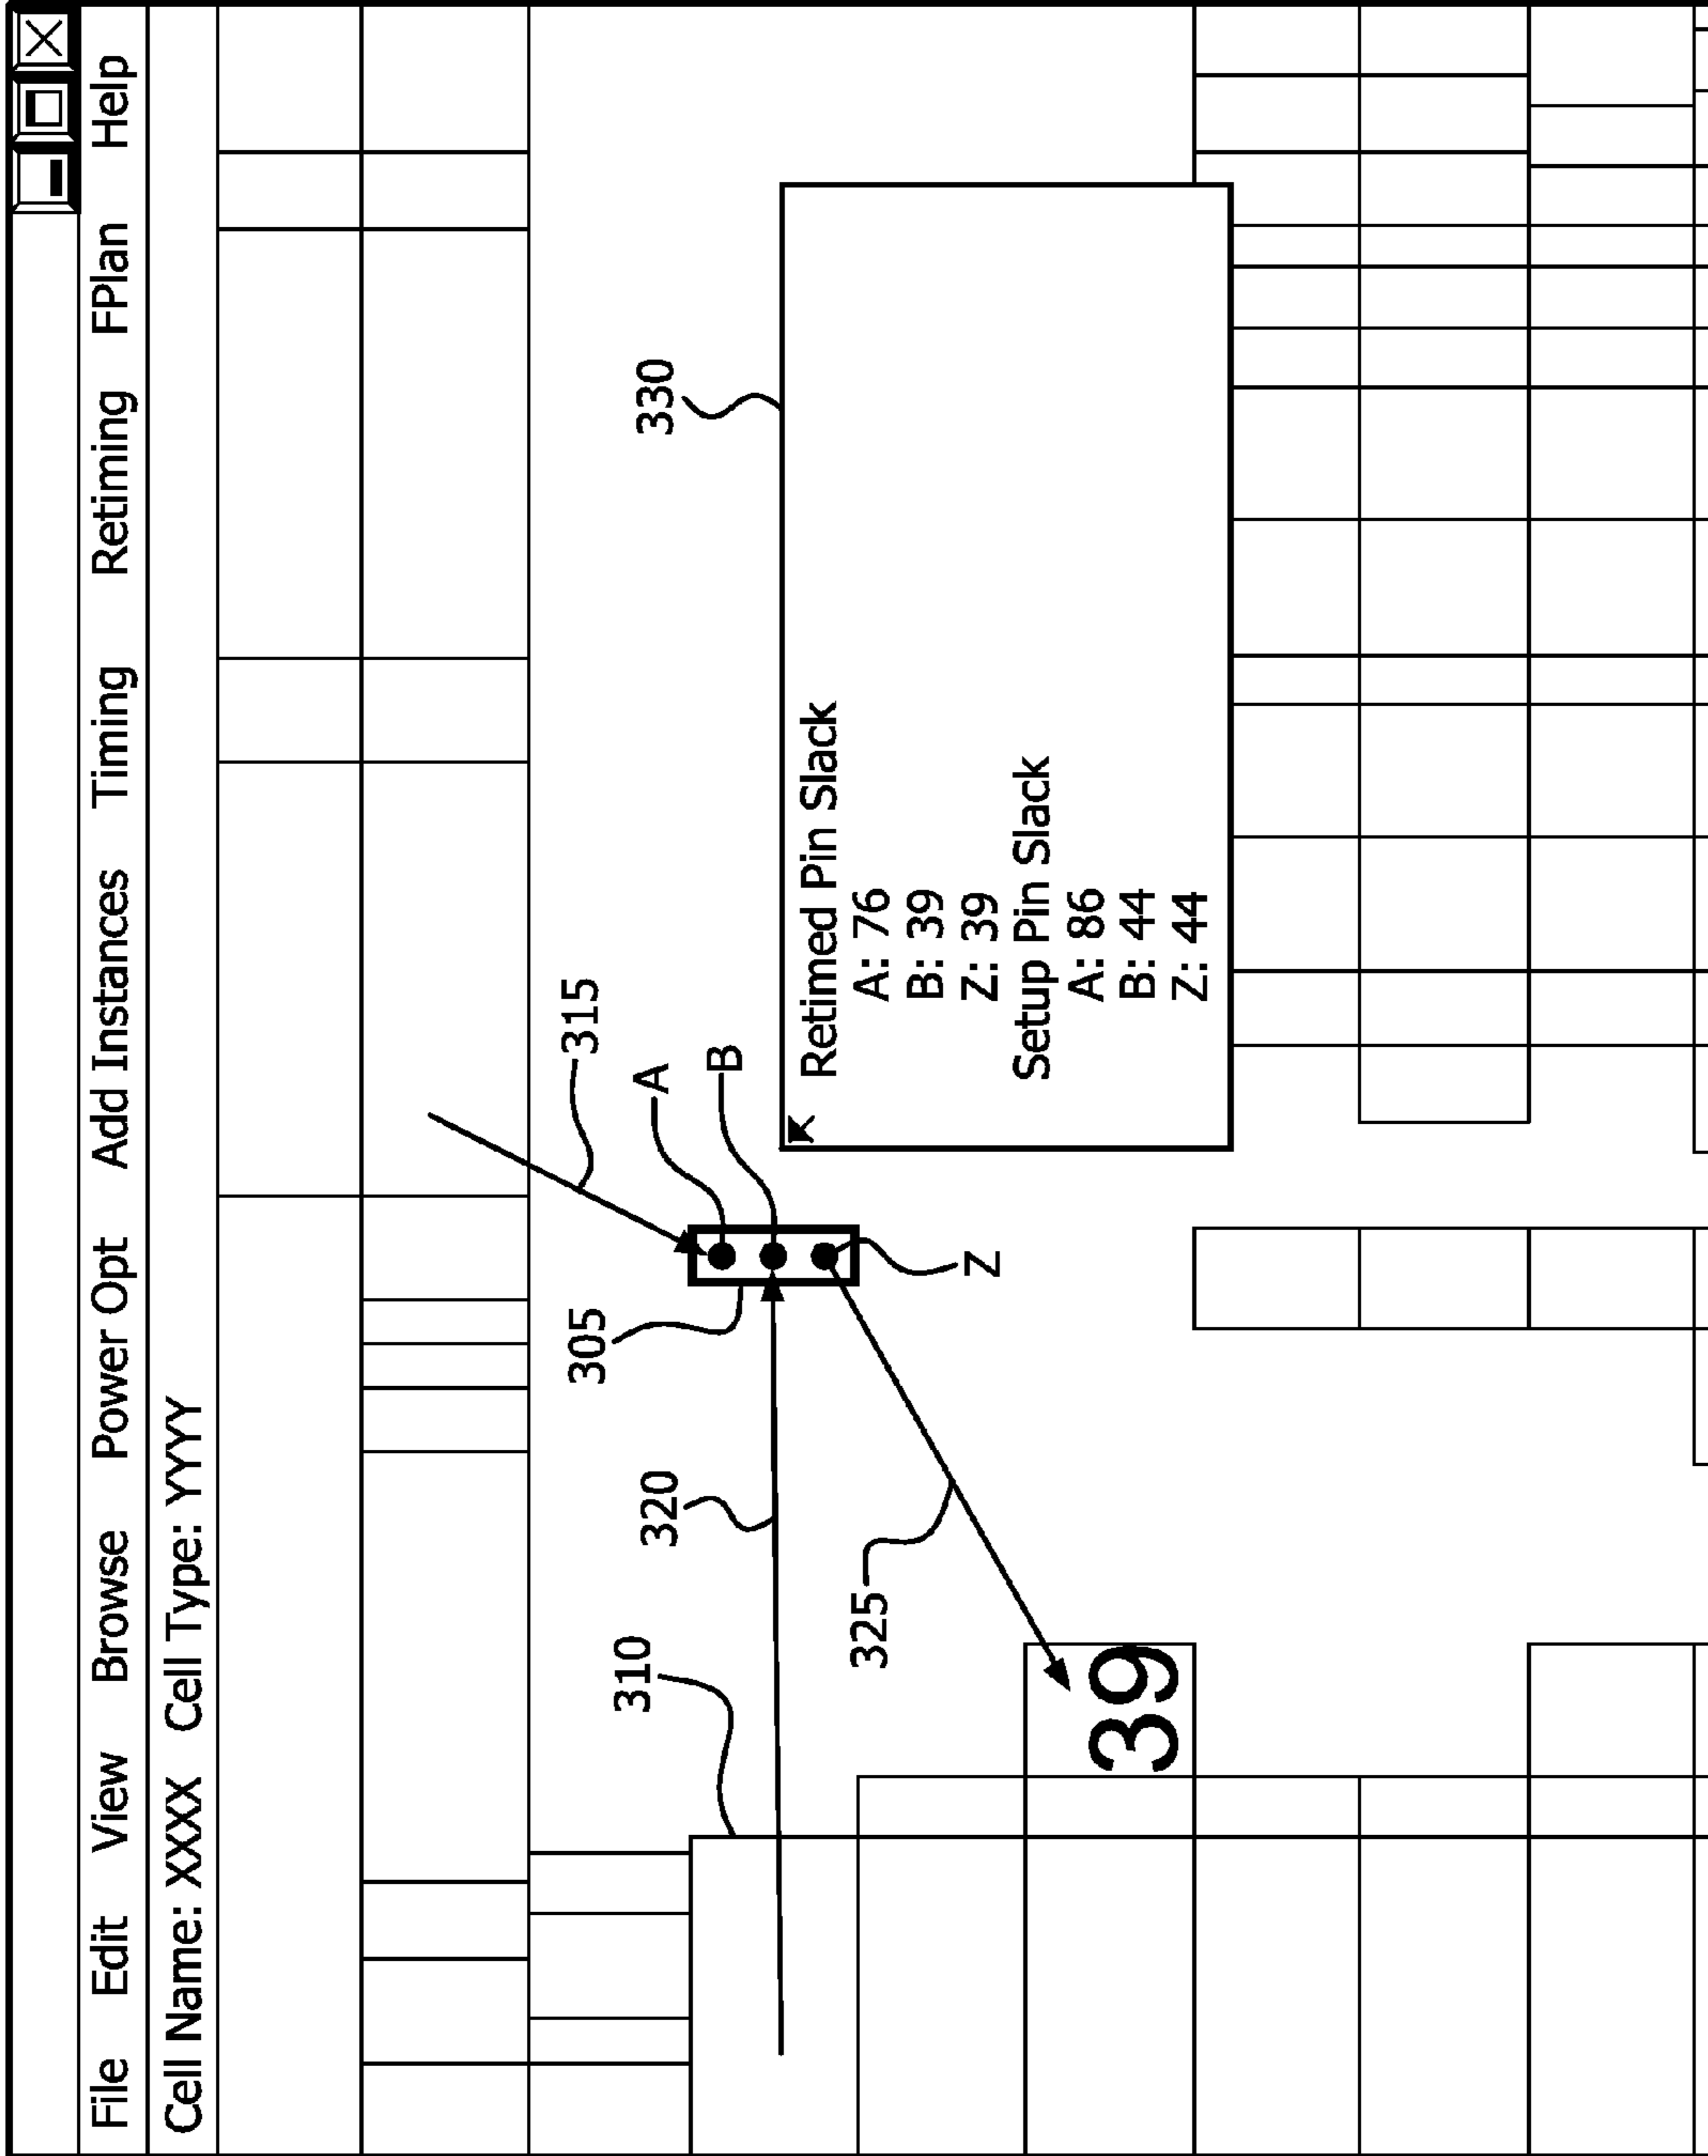 File Edit View Browse Power Opt Add Instances Timing Retiming FPlan Help
Cell Name: XXXX Cell Type: YYYY
315
305
A
310
320
330
B
Retimed Pin Slack
A: 76
B: 39
Z: 39
Setup Pin Slack
A: 86
B: 44
Z: 44
325
Z
39